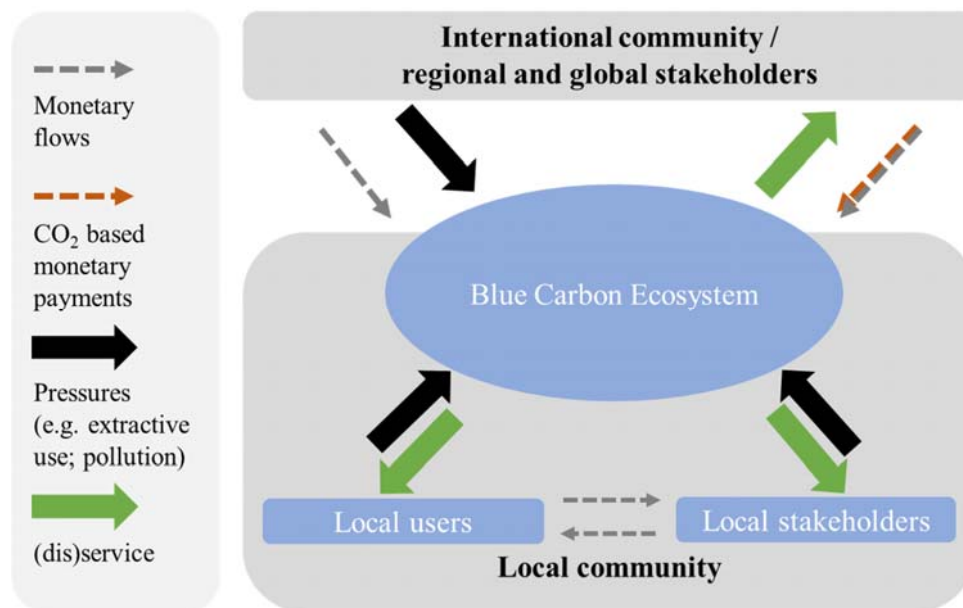 Monetary
flows
CO₂ based
monetary
payments
Pressures
(e.g. extractive
use; pollution)
(dis)service
International community /
regional and global stakeholders
Blue Carbon Ecosystem
Local users
Local stakeholders
Local community